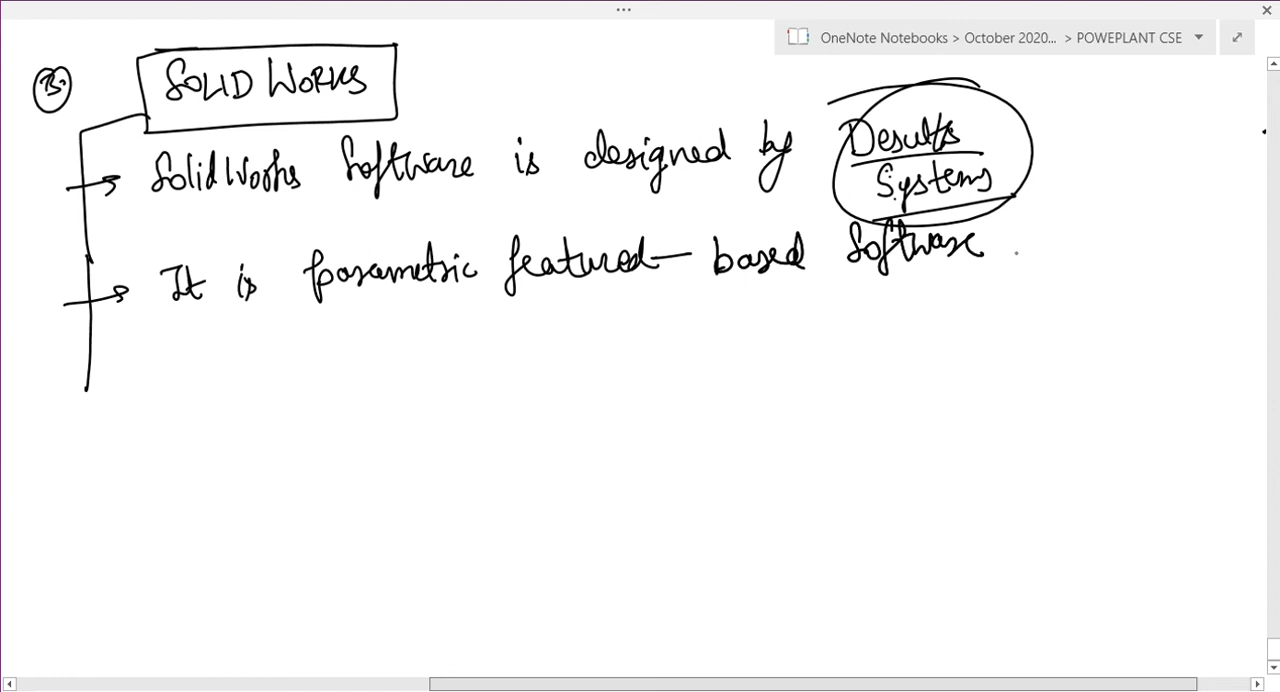 ...
OneNote Notebooks > October 2020... > POWEPLANT CSE
SOLID WORKS
SolidWorks Software is designed by Desults
Systems
It is parametric featured- based Software